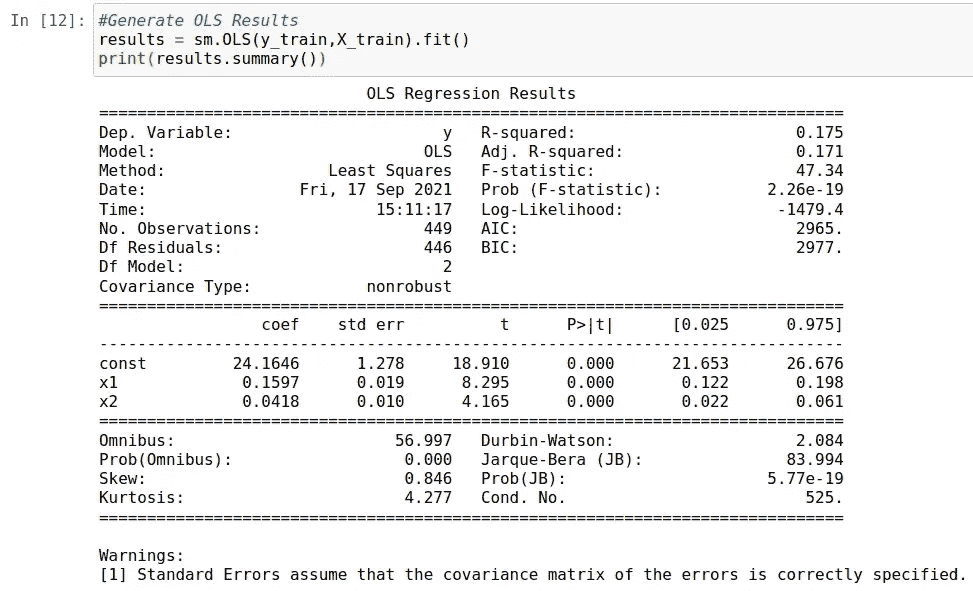 In [12]: #Generate OLS Results
results = sm.OLS(y_train,X_train).fit()
print(results.summary())
OLS Regression Results
==============================================================================
Dep. Variable:                      y   R-squared:                       0.175
Model:                            OLS   Adj. R-squared:                  0.171
Method:                 Least Squares   F-statistic:                     47.34
Date:                Fri, 17 Sep 2021   Prob (F-statistic):           2.26e-19
Time:                        15:11:17   Log-Likelihood:                -1479.4
No. Observations:                 449   AIC:                             2965.
Df Residuals:                     446   BIC:                             2977.
Df Model:                           2
Covariance Type:            nonrobust
==============================================================================
                 coef    std err          t      P>|t|      [0.025      0.975]
------------------------------------------------------------------------------
const         24.1646      1.278     18.910      0.000      21.653      26.676
x1             0.1597      0.019      8.295      0.000       0.122       0.198
x2             0.0418      0.010      4.165      0.000       0.022       0.061
==============================================================================
Omnibus:                       56.997   Durbin-Watson:                   2.084
Prob(Omnibus):                  0.000   Jarque-Bera (JB):               83.994
Skew:                           0.846   Prob(JB):                     5.77e-19
Kurtosis:                       4.277   Cond. No.                         525.
==============================================================================
Warnings:
[1] Standard Errors assume that the covariance matrix of the errors is correctly specified.